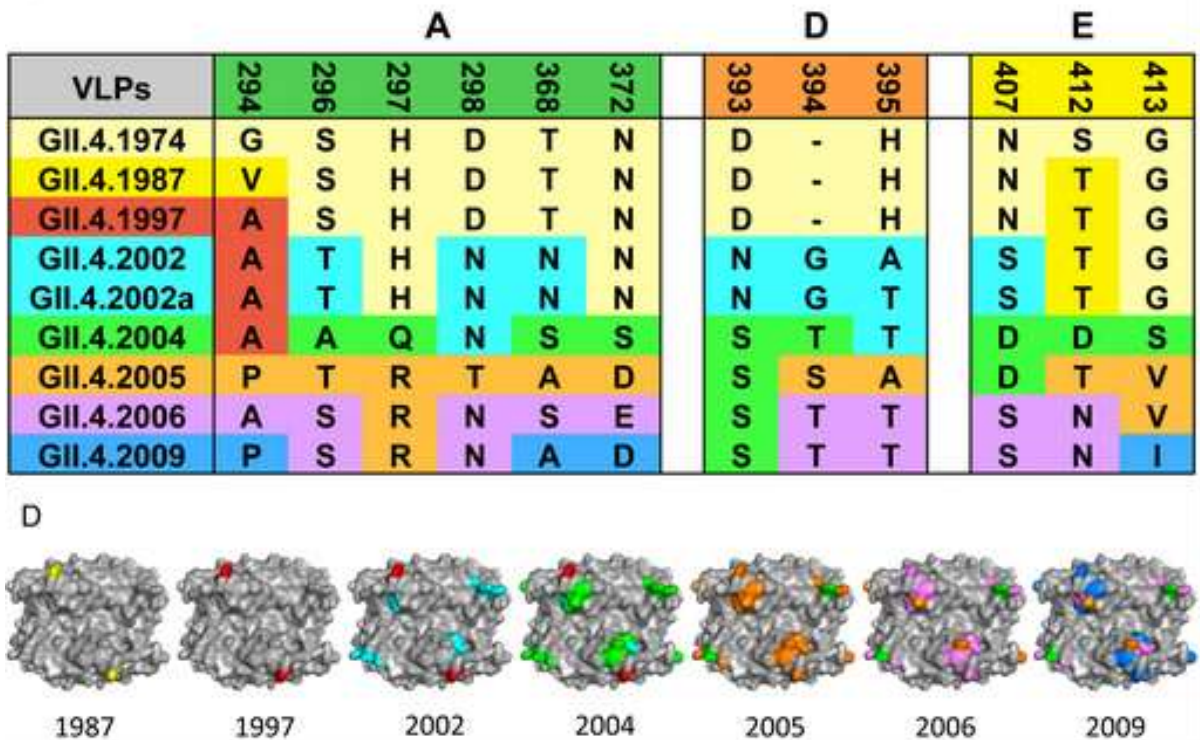 A D E
VLPs 294 296 297 298 368 372 393 394 395 407 412 413
GII.4.1974 G S H D T N D - H N S G
GII.4.1987 V S H D T N D - H N T G
GII.4.1997 A S H D T N D - H N T G
GII.4.2002 A T H N N N N G A S T G
GII.4.2002a A T H N N N N G T S T G
GII.4.2004 A A Q N S S S T T D D S
GII.4.2005 P T R T A D S S A D T V
GII.4.2006 A S R N S E S T T S N V
GII.4.2009 P S R N A D S T T S N I
D
1987 1997 2002 2004 2005 2006 2009